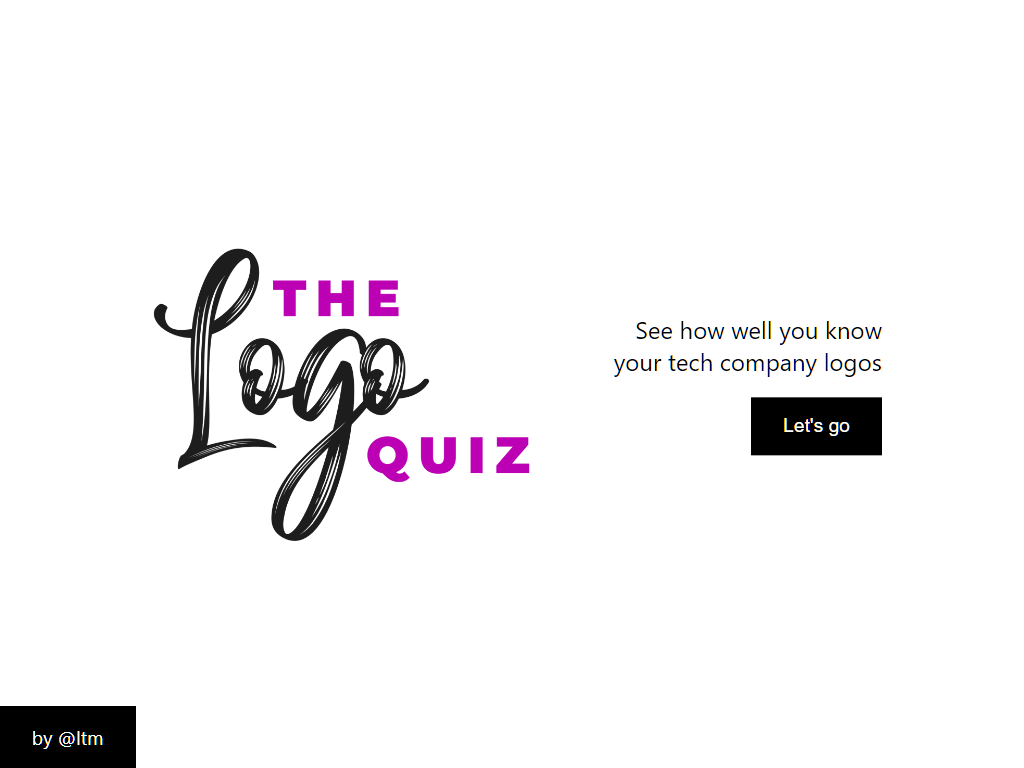 THE
Logo
QUIZ
See how well you know
your tech company logos
Let's go
by @ltm